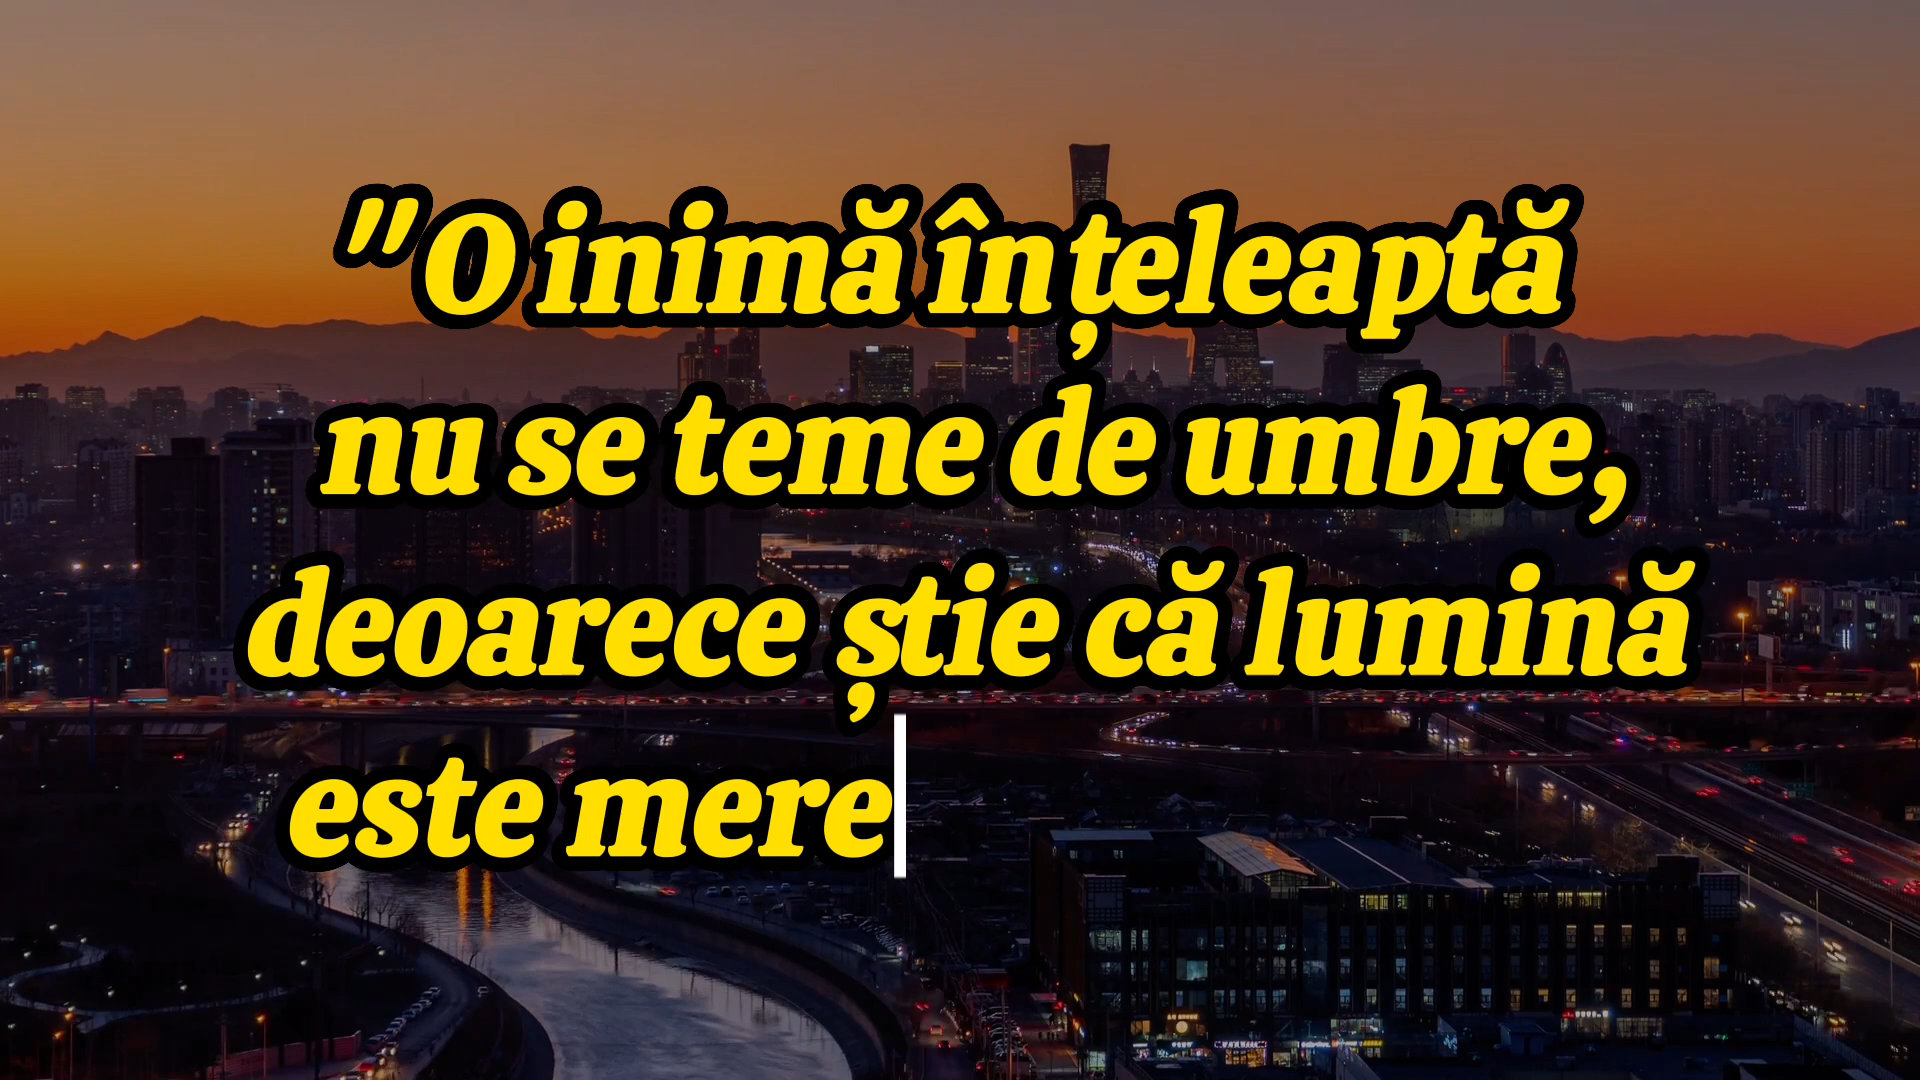 "O inimă înțeleaptă
nu se teme de umbre,
deoarece știe că lumină
este mere